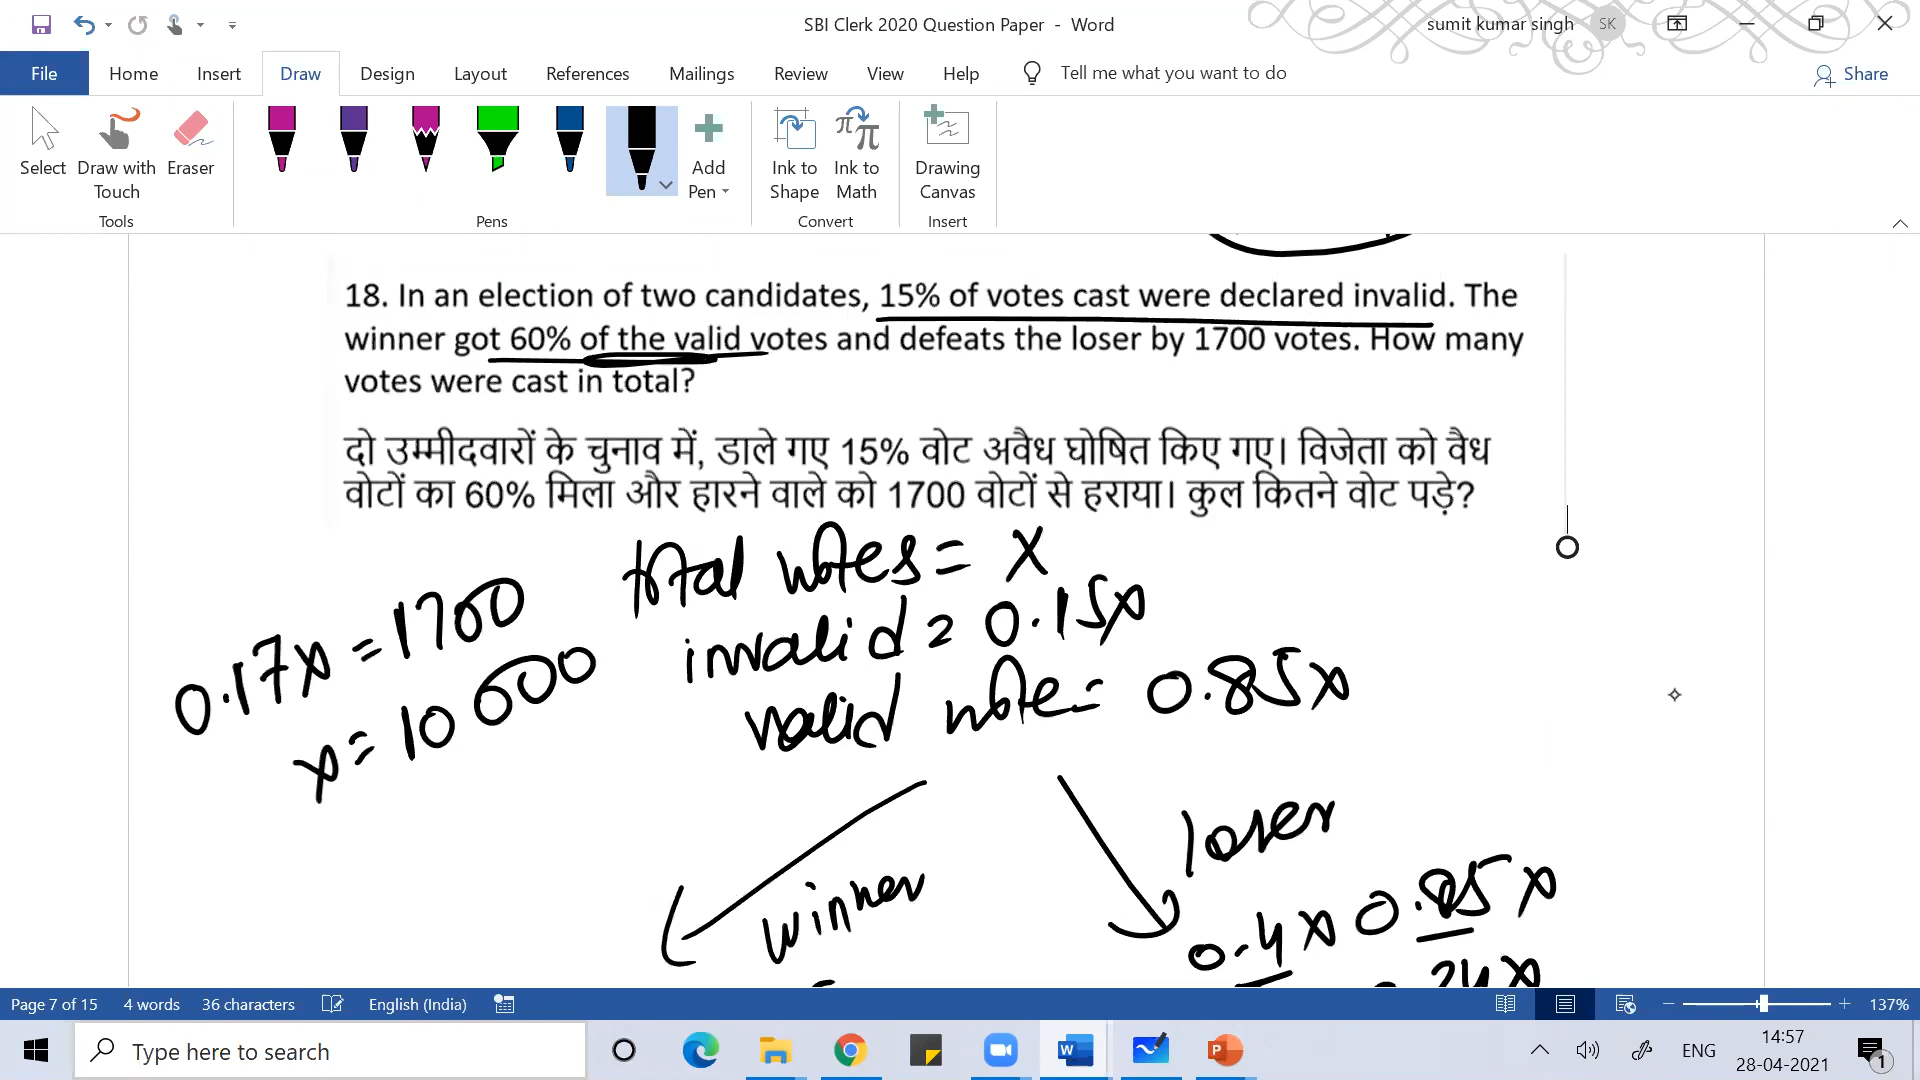 SBI Clerk 2020 Question Paper - Word
sumit kumar singh SK
File Home Insert Draw Design Layout References Mailings Review View Help Tell me what you want to do Share
Select Draw with Touch Eraser Add Pen Ink to Shape Ink to Math Drawing Canvas
Tools Pens Convert Insert
18. In an election of two candidates, 15% of votes cast were declared invalid. The
winner got 60% of the valid votes and defeats the loser by 1700 votes. How many
votes were cast in total?
दो उम्मीदवारों के चुनाव में, डाले गए 15% वोट अवैध घोषित किए गए। विजेता को वैध
वोटों का 60% मिला और हारने वाले को 1700 वोटों से हराया। कुल कितने वोट पड़े?
total votes = x
invalid = 0.15x
valid vote = 0.85x
0.17x = 1700
x = 10000
loser
winner
0.4 x 0.85x
Page 7 of 15 4 words 36 characters English (India) 137%
Type here to search
ENG
14:57
28-04-2021
1